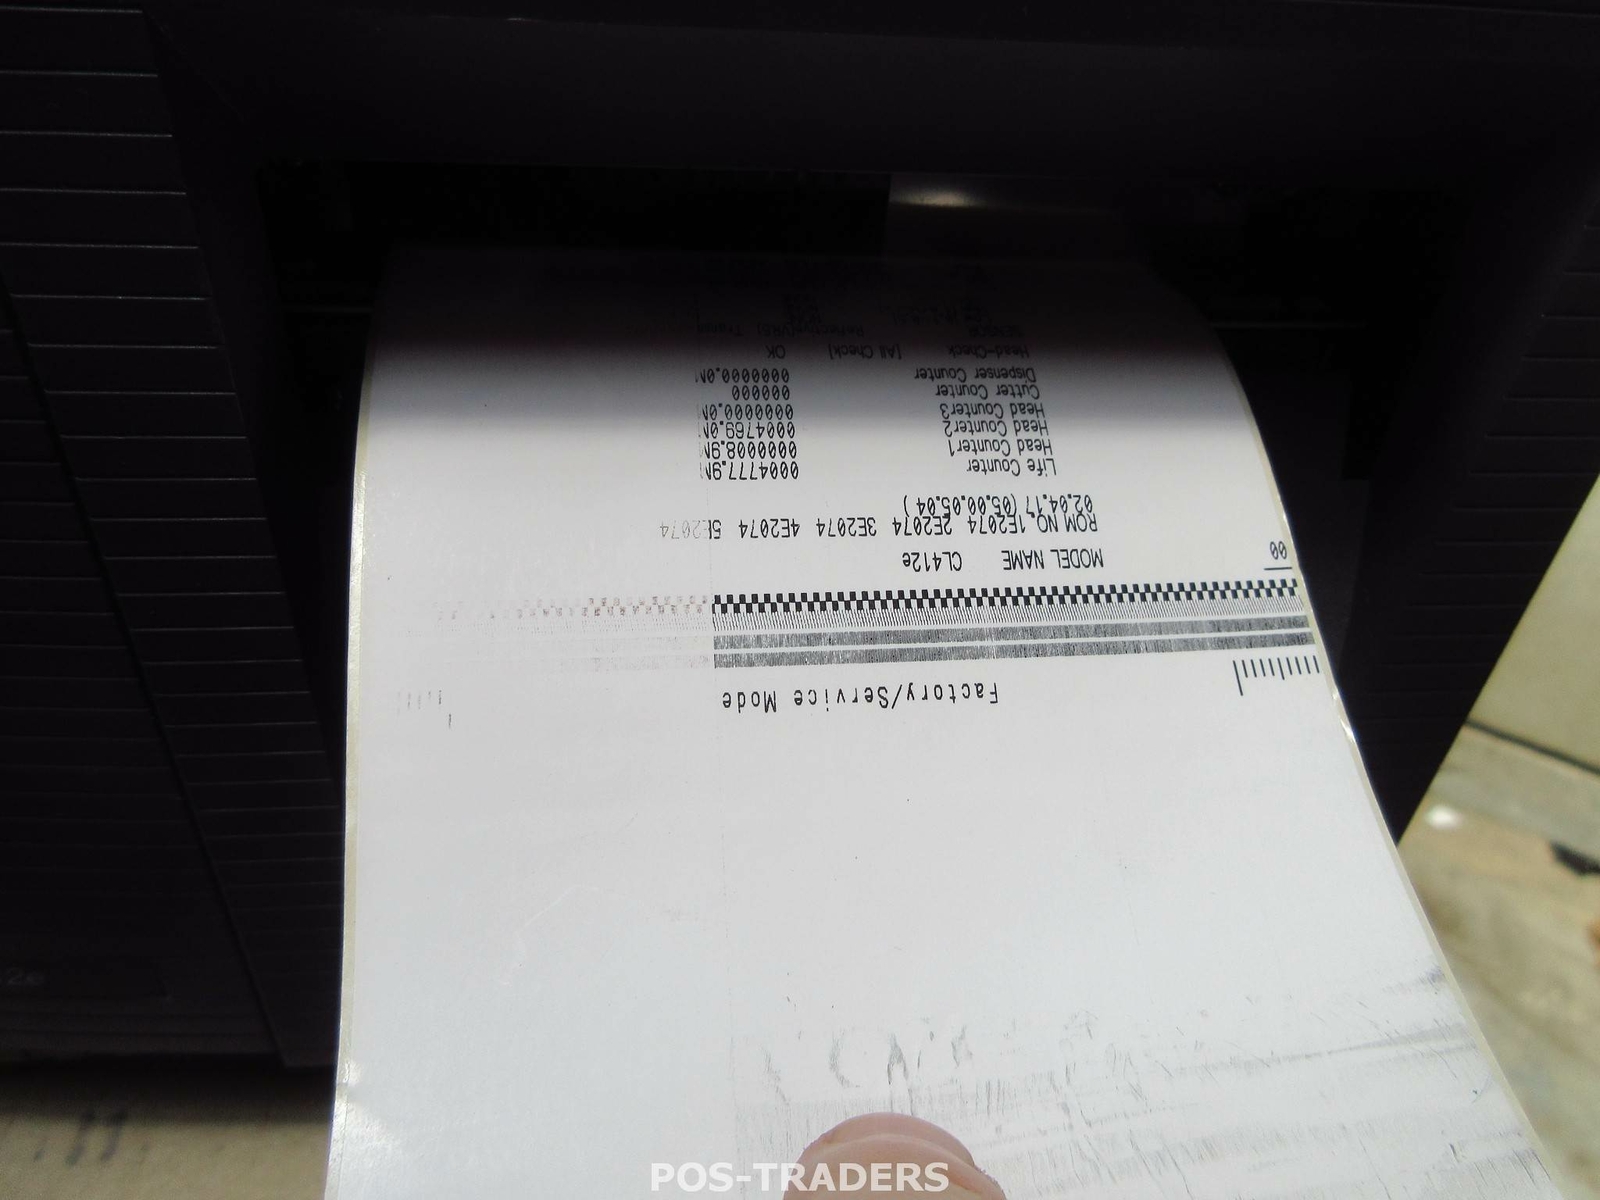 Factory/Service Mode
00
MODEL NAME CL412e
ROM NO. 1E2074 2E2074 3E2074 4E2074 5E2074
02.04.17 (05.00.05.04 )
Life Counter 0004777.9M
Head Counter1 0000008.9M
Head Counter2 0004769.0M
Head Counter3 0000000.0M
Cutter Counter 000000
Dispenser Counter 0000000.0M
Head-Check [All Check] OK
SENSOR
POS-TRADERS